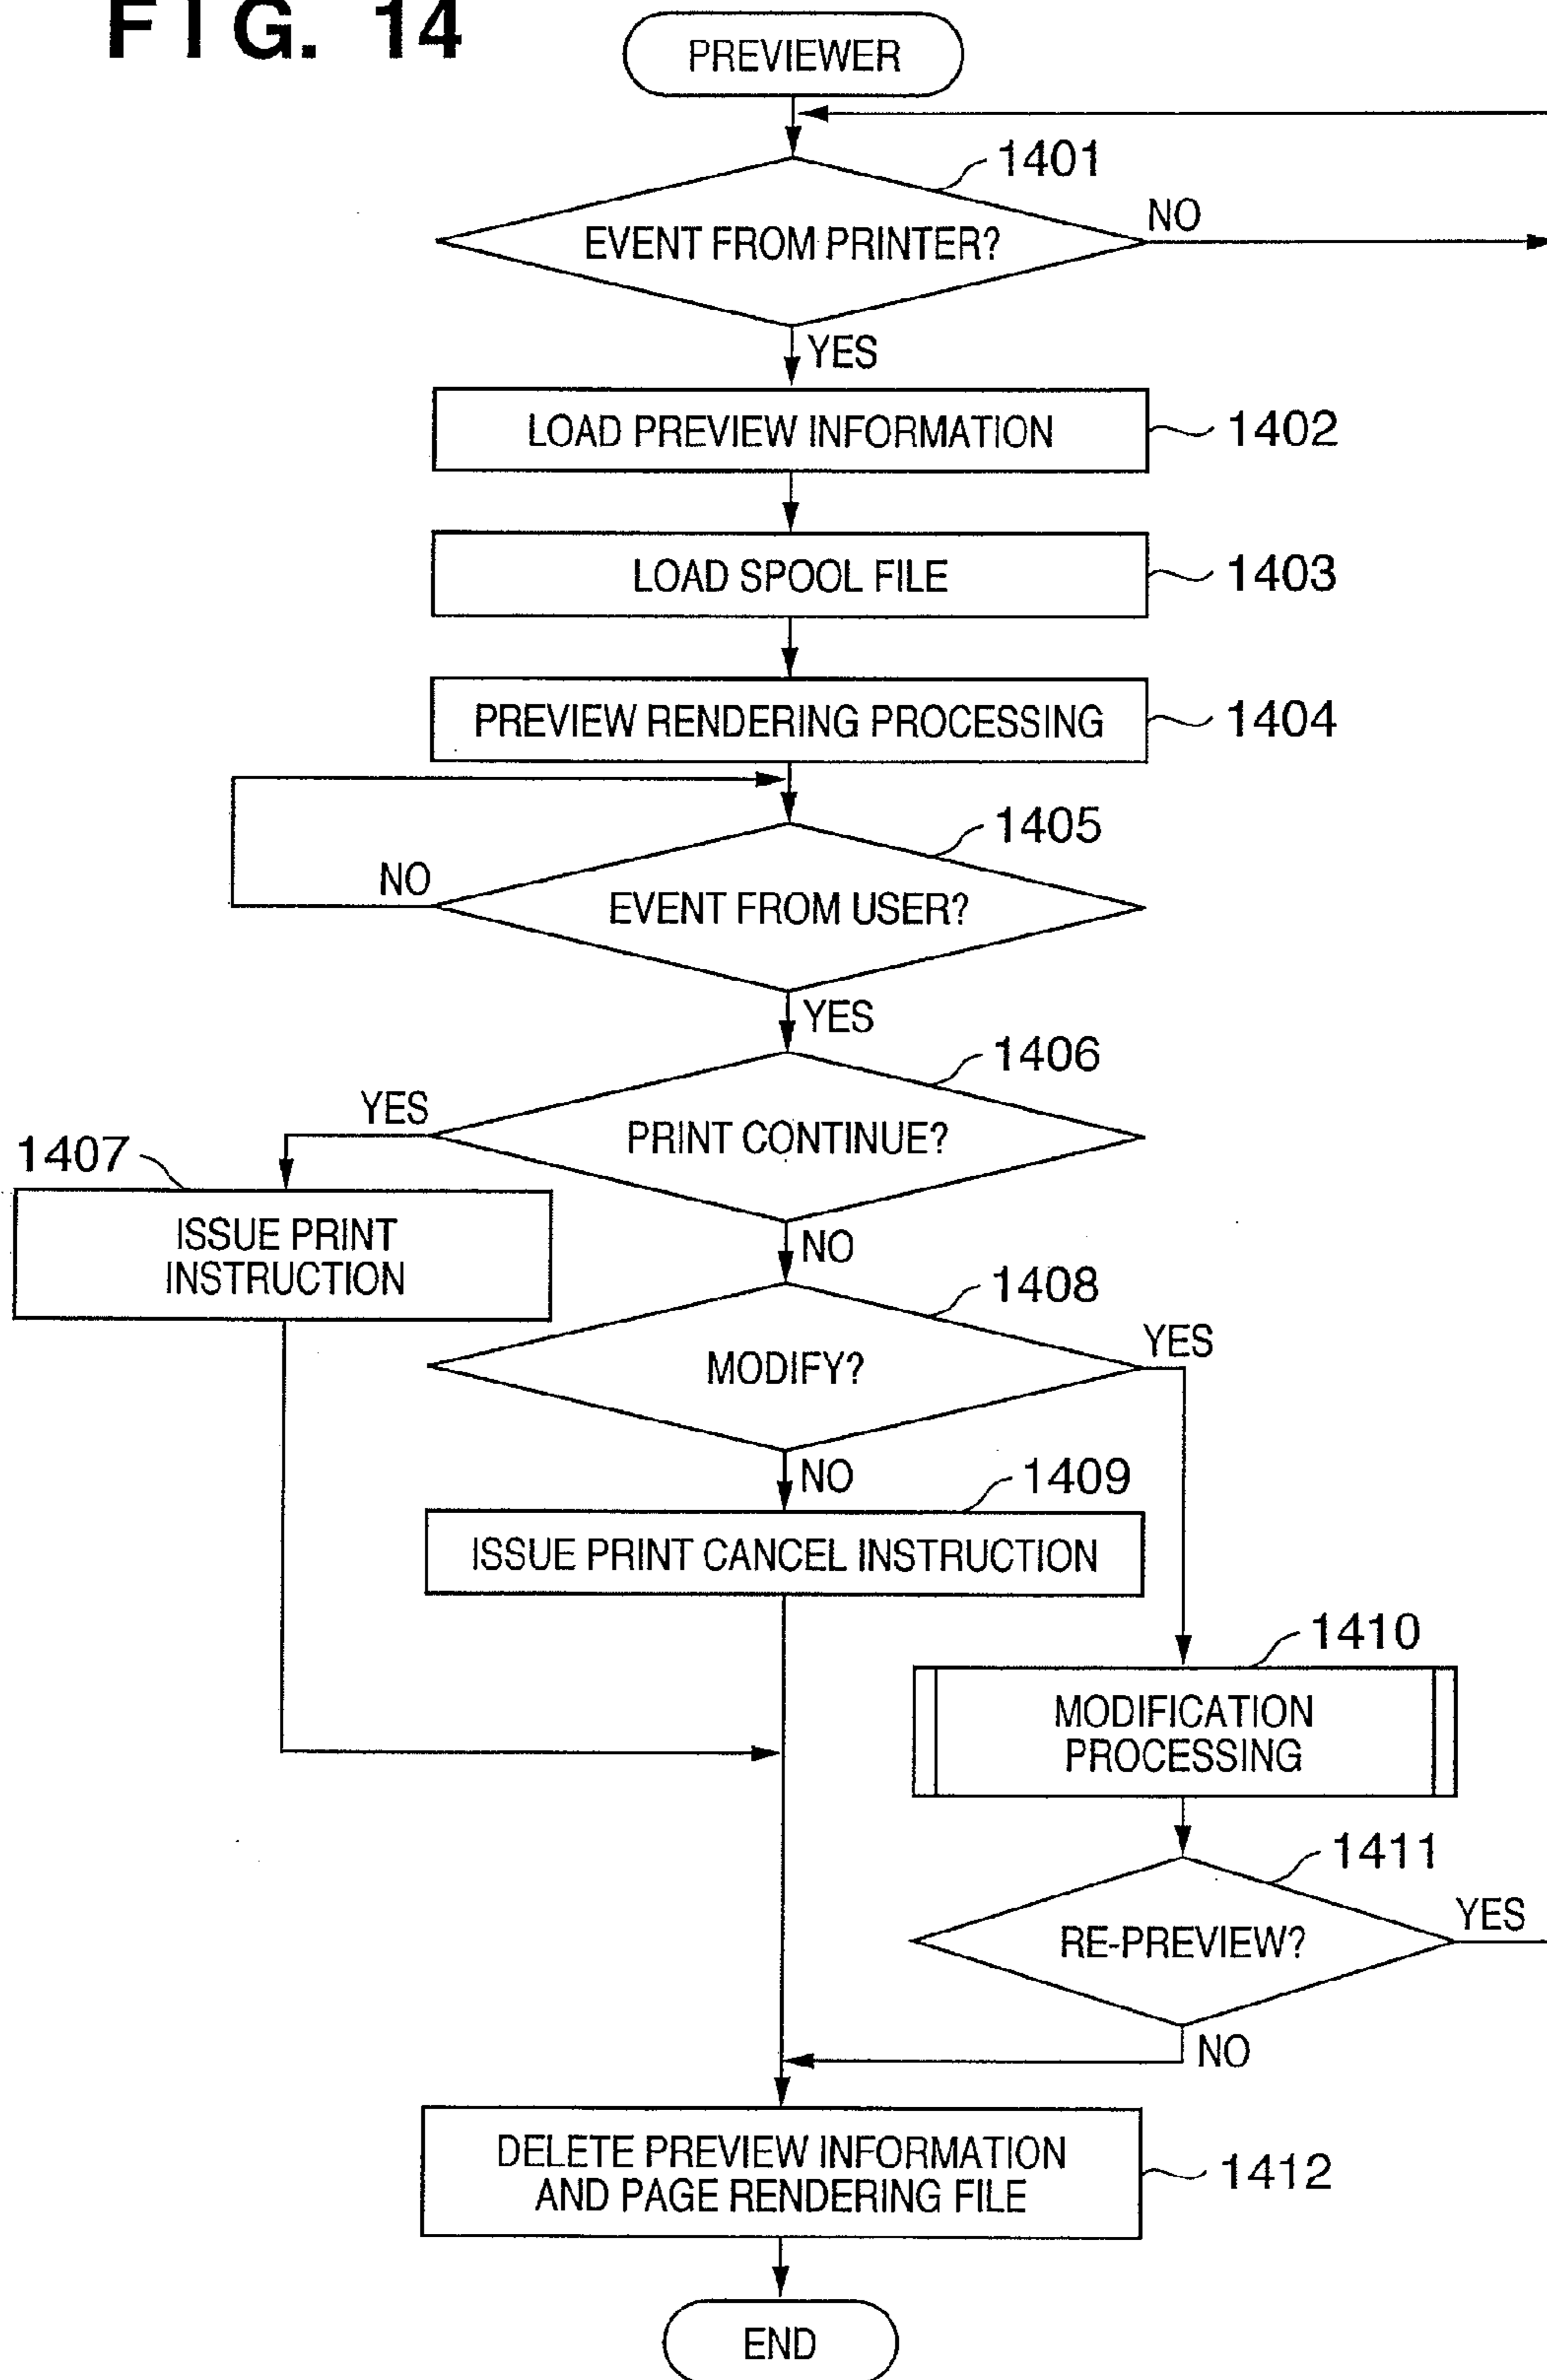 FIG. 14
PREVIEWER
1401
EVENT FROM PRINTER?
NO
YES
LOAD PREVIEW INFORMATION
1402
LOAD SPOOL FILE
1403
PREVIEW RENDERING PROCESSING
1404
1405
NO
EVENT FROM USER?
YES
1406
YES
PRINT CONTINUE?
1407
ISSUE PRINT
INSTRUCTION
NO
1408
YES
MODIFY?
NO
1409
ISSUE PRINT CANCEL INSTRUCTION
1410
MODIFICATION
PROCESSING
1411
YES
RE-PREVIEW?
NO
DELETE PREVIEW INFORMATION
AND PAGE RENDERING FILE
1412
END